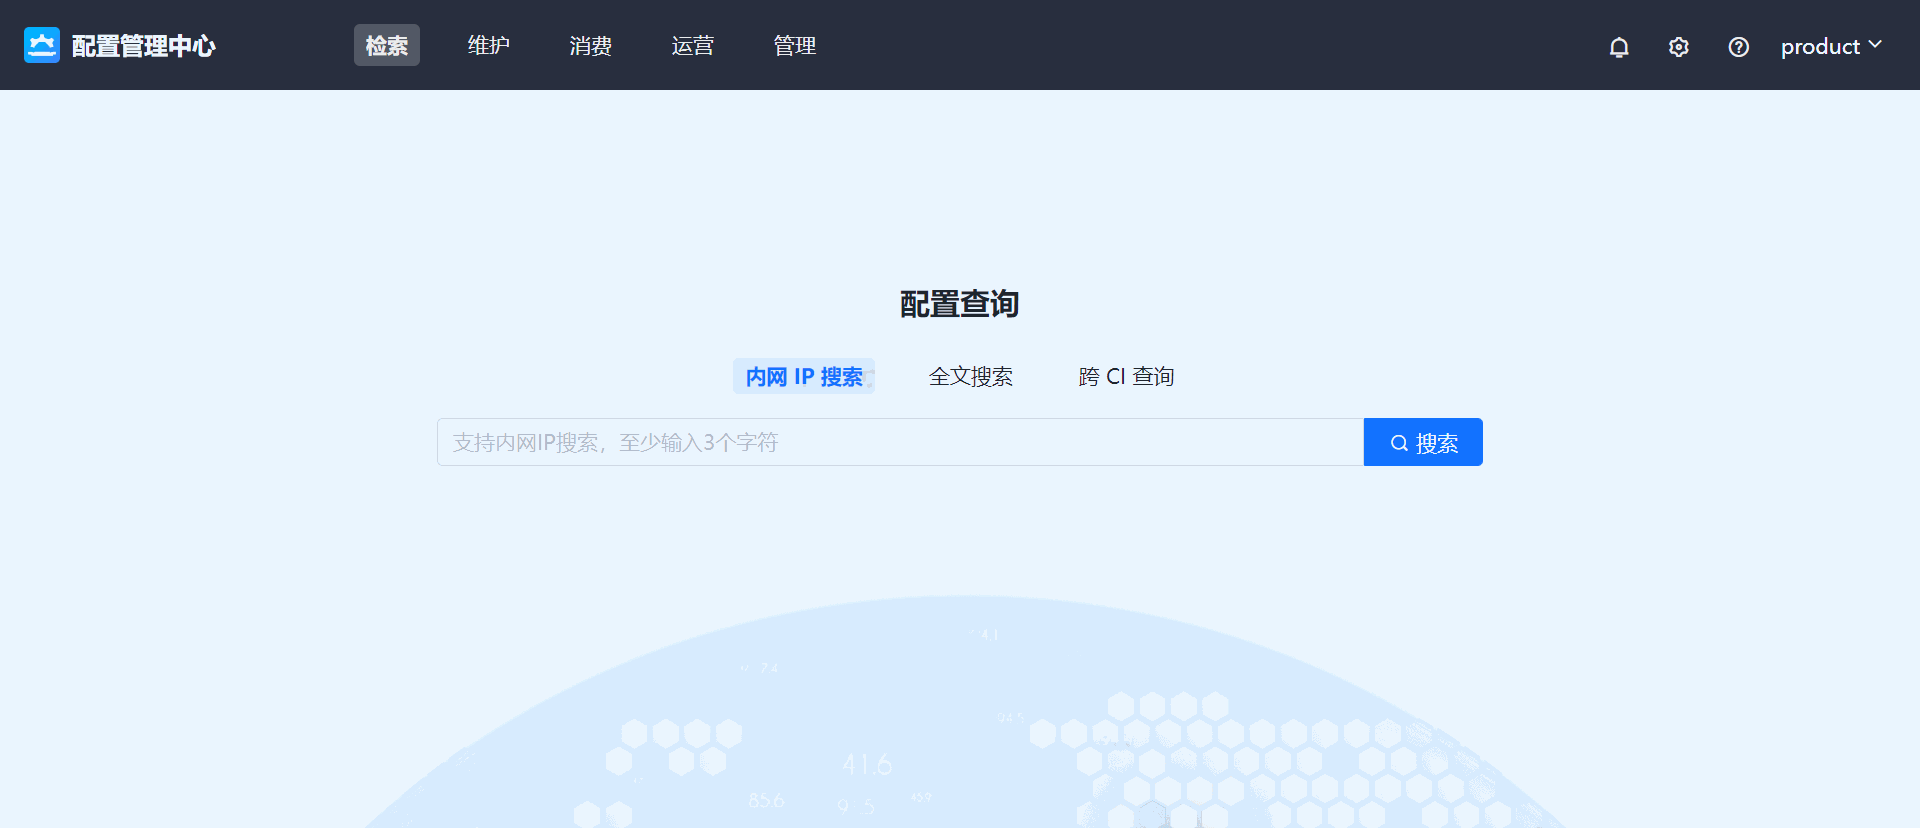 配置管理中心 检索 维护 消费 运营 管理 product
配置查询
内网 IP 搜索 全文搜索 跨 CI 查询
支持内网IP搜索，至少输入3个字符 搜索
41.6
85.6